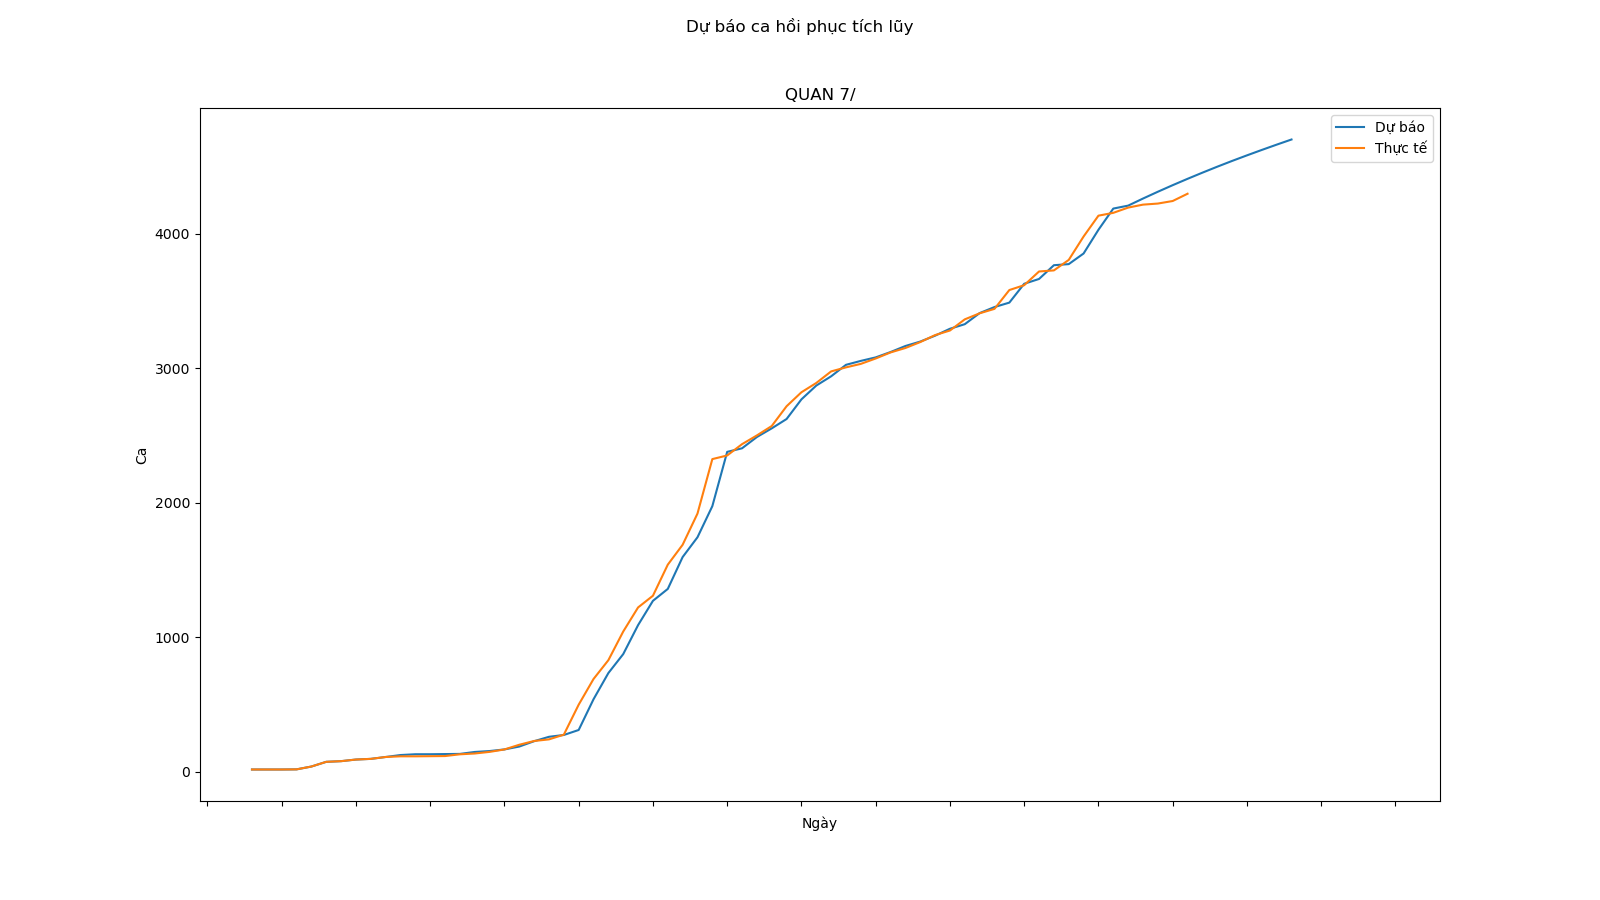 Dự báo ca hồi phục tích lũy
QUAN 7/
Dự báo
Thực tế
4000
3000
2000
1000
0
Ca
Ngày